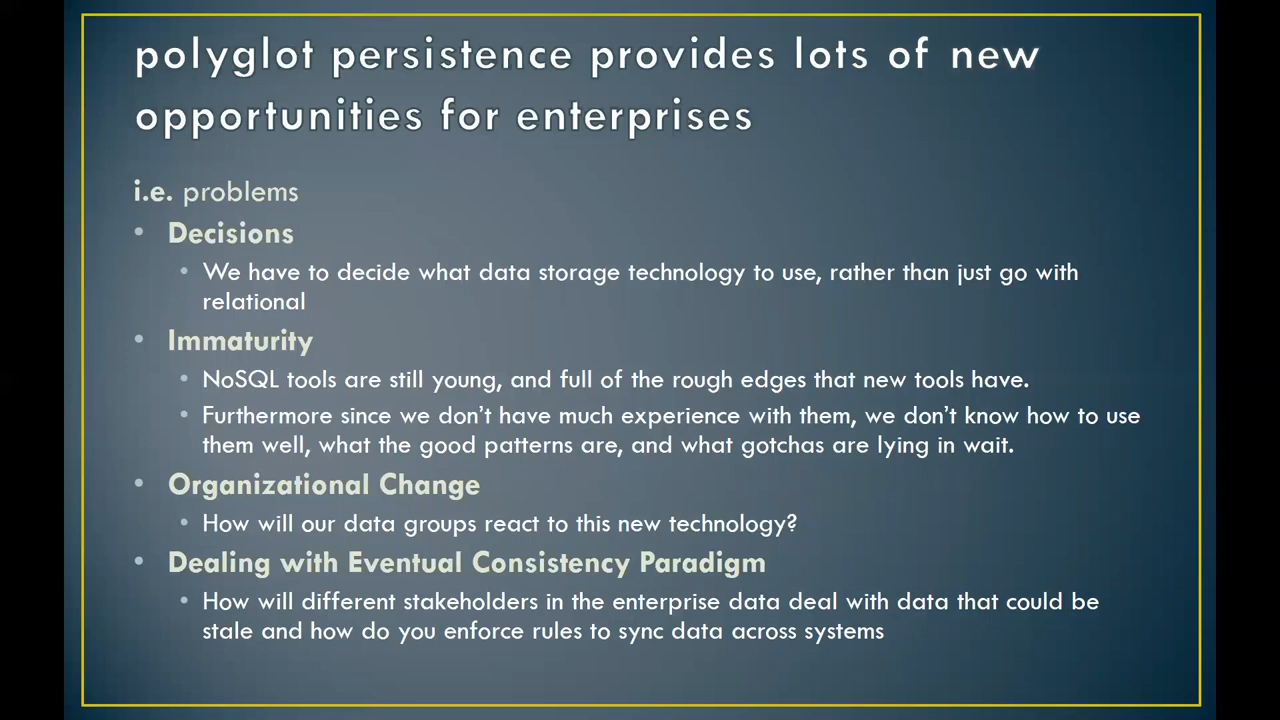 polyglot persistence provides lots of new
opportunities for enterprises
i.e. problems
• Decisions
• We have to decide what data storage technology to use, rather than just go with
relational
• Immaturity
• NoSQL tools are still young, and full of the rough edges that new tools have.
• Furthermore since we don’t have much experience with them, we don’t know how to use
them well, what the good patterns are, and what gotchas are lying in wait.
• Organizational Change
• How will our data groups react to this new technology?
• Dealing with Eventual Consistency Paradigm
• How will different stakeholders in the enterprise data deal with data that could be
stale and how do you enforce rules to sync data across systems